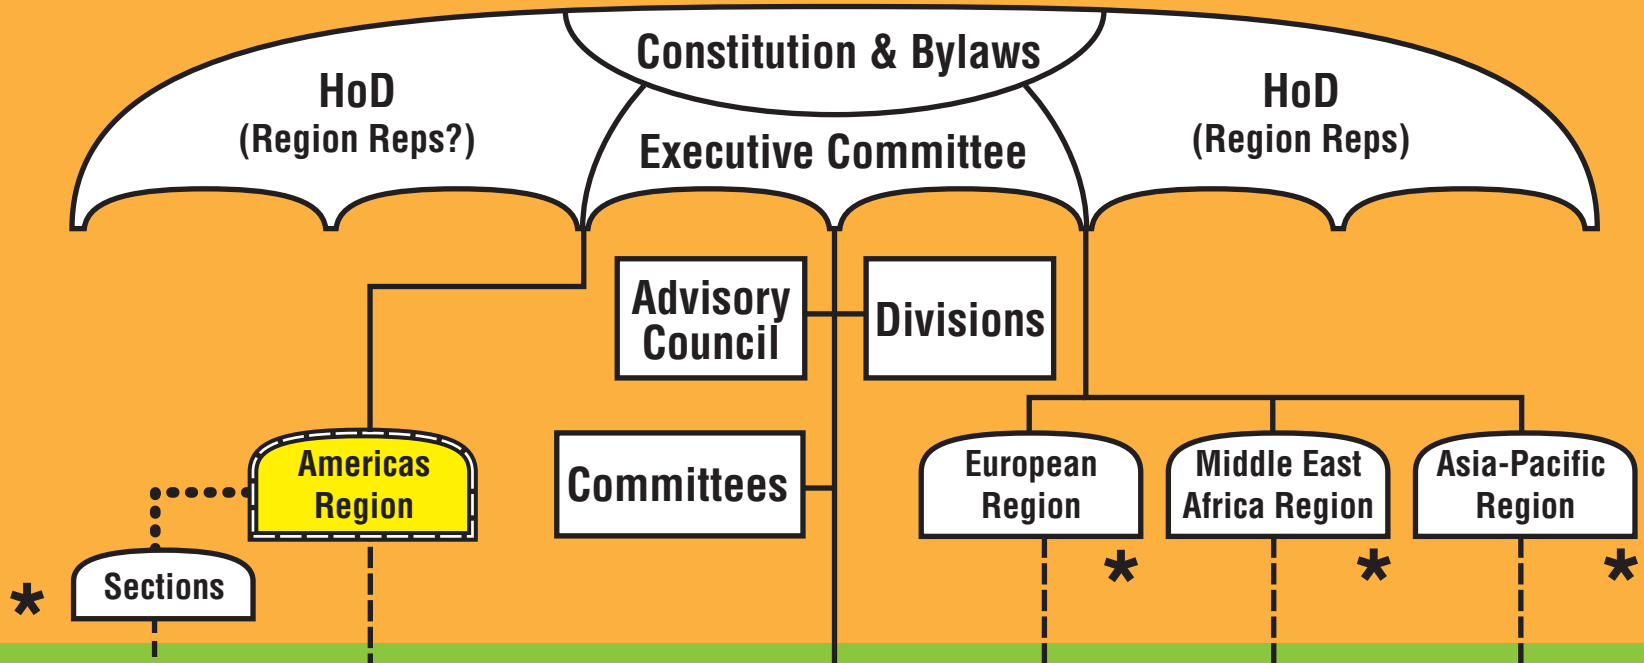 Constitution & Bylaws
HoD
(Region Reps?)
Executive Committee
HoD
(Region Reps)
Advisory
Council
Divisions
Americas
Region
Committees
European
Region
Middle East
Africa Region
Asia-Pacific
Region
*
*
*
Sections
*